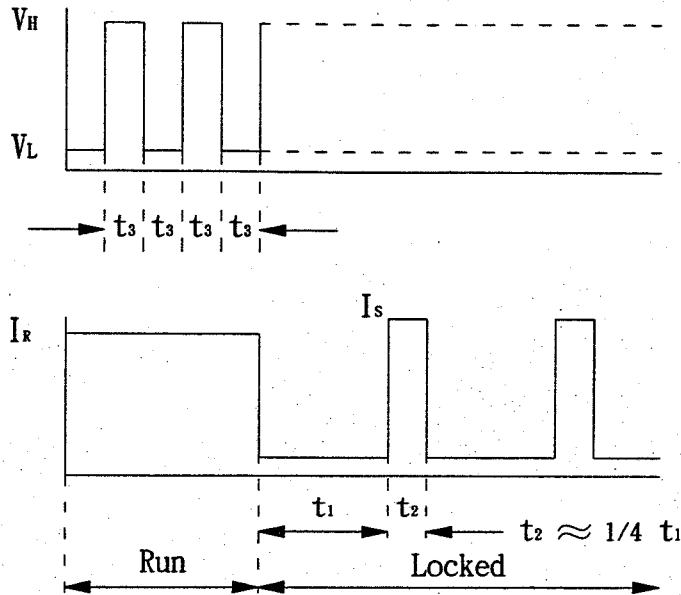 VH
VL
t3 t3 t3 t3
IR
Is
t1 t2
t2 ≈ 1/4 t1
Run
Locked